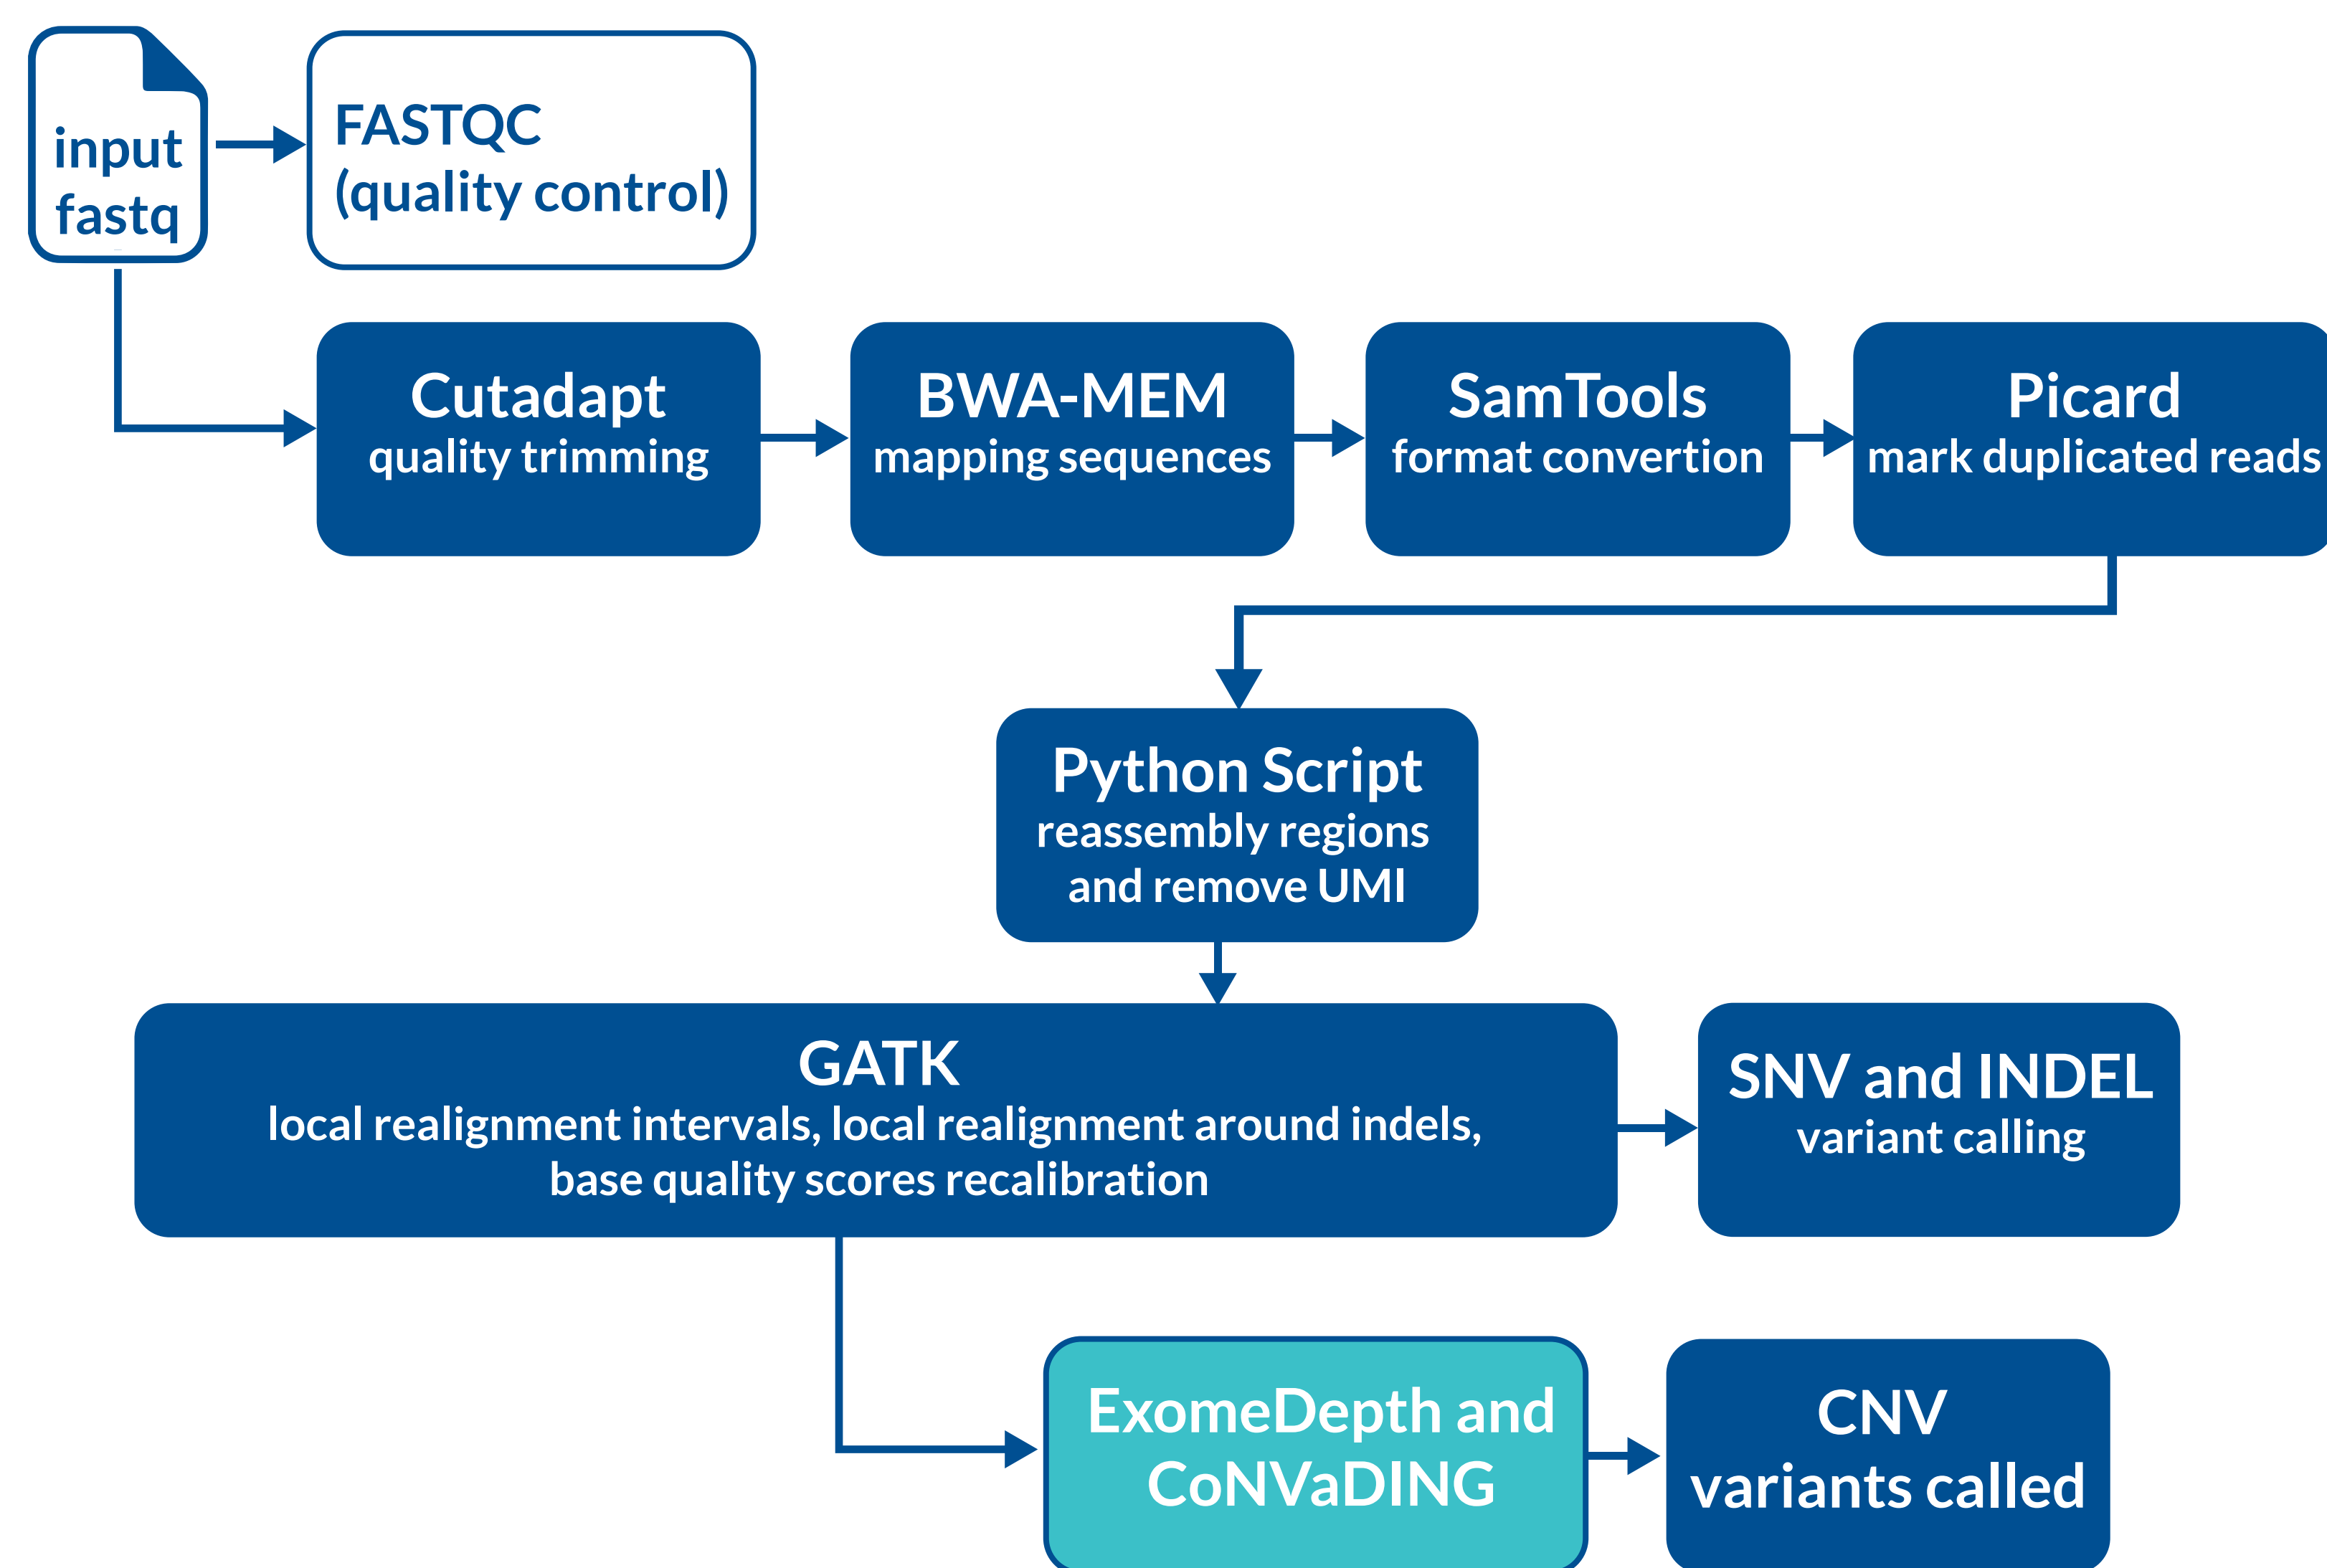 input
fastq
FASTQC
(quality control)
Cutadapt
quality trimming
BWA-MEM
mapping sequences
SamTools
format convertion
Picard
mark duplicated reads
Python Script
reassembly regions
and remove UMI
GATK
local realignment intervals, local realignment around indels,
base quality scores recalibration
SNV and INDEL
variant calling
ExomeDepth and
CoNVaDING
CNV
variants called